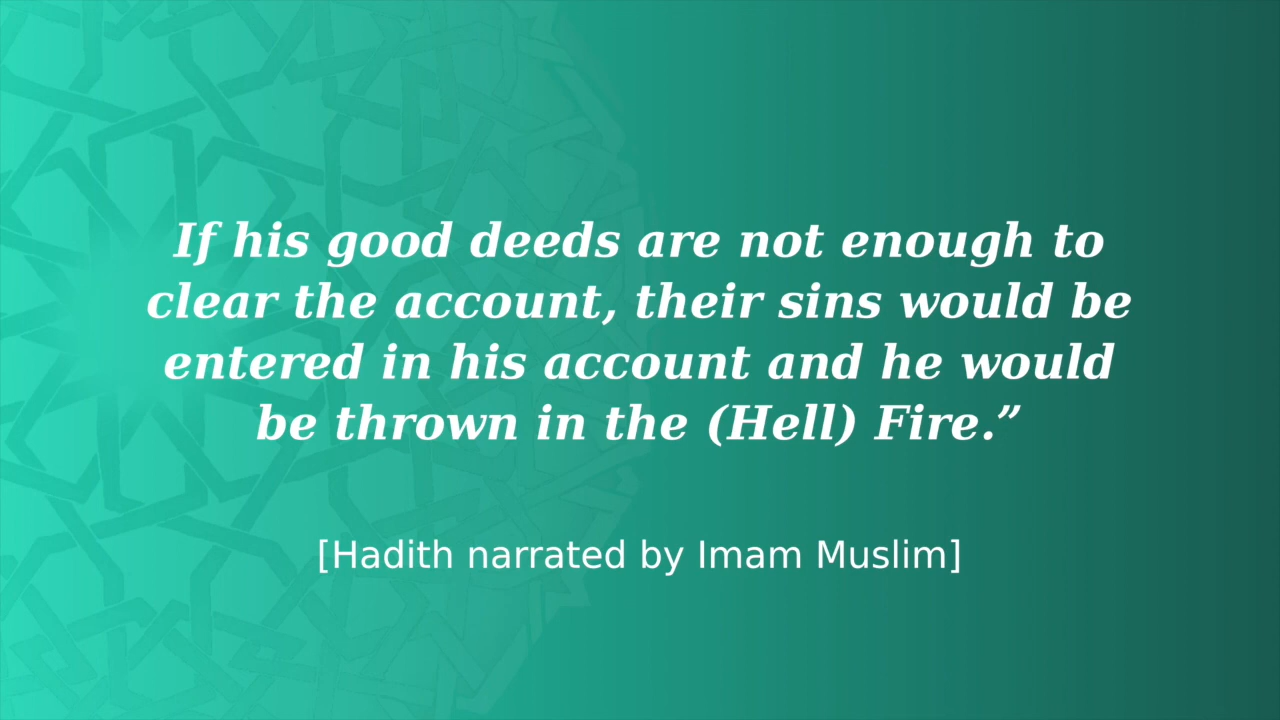 If his good deeds are not enough to
clear the account, their sins would be
entered in his account and he would
be thrown in the (Hell) Fire.”
[Hadith narrated by Imam Muslim]